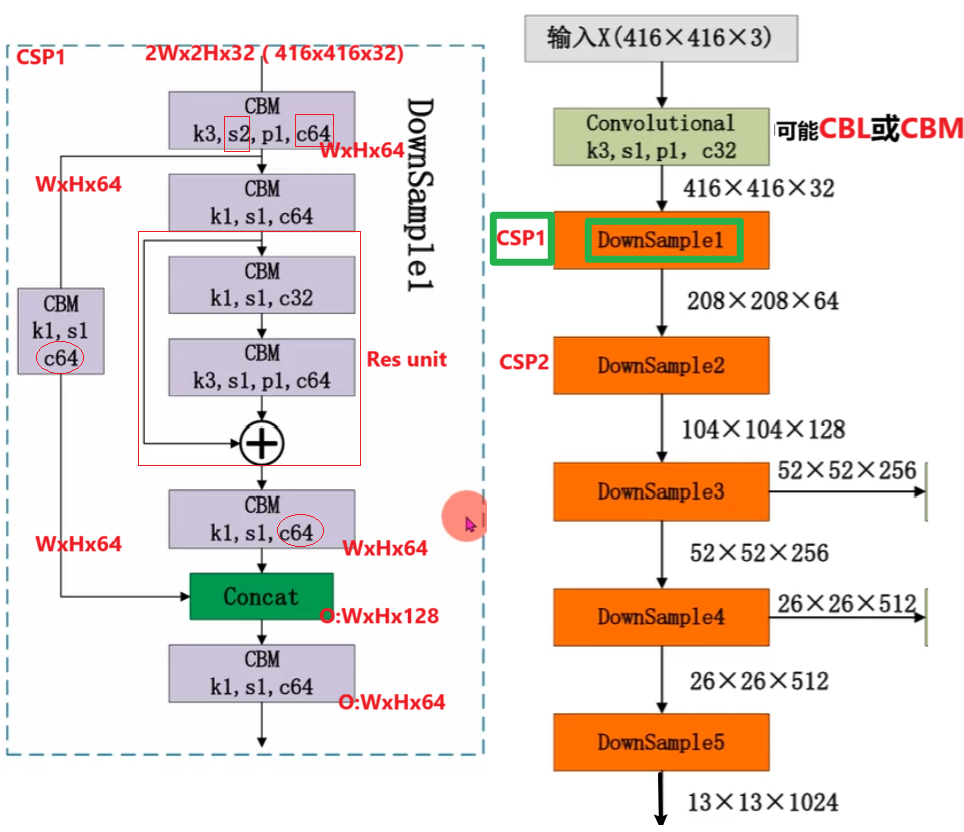 CSP1
2Wx2Hx32 ( 416x416x32)
CBM
k3,s2,p1,c64
WxHx64
WxHx64
CBM
k1,s1,c64
CBM
k1,s1,c32
CBM
k1,s1
c64
CBM
k3,s1,p1,c64
Res unit
CBM
k1,s1,c64
WxHx64
WxHx64
Concat
O:WxHx128
CBM
k1,s1,c64
O:WxHx64
DownSample1
输入X(416×416×3)
Convolutional
k3,s1,p1, c32
可能CBL或CBM
416×416×32
CSP1
DownSample1
208×208×64
CSP2
DownSample2
104×104×128
DownSample3
52×52×256
52×52×256
DownSample4
26×26×512
26×26×512
DownSample5
13×13×1024